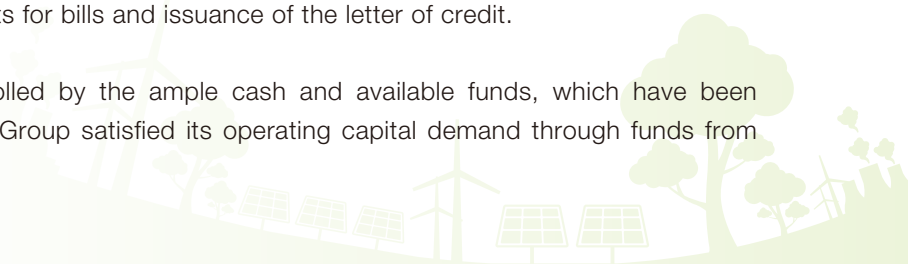 ts for bills and issuance of the letter of credit.
olled by the ample cash and available funds, which have been
Group satisfied its operating capital demand through funds from